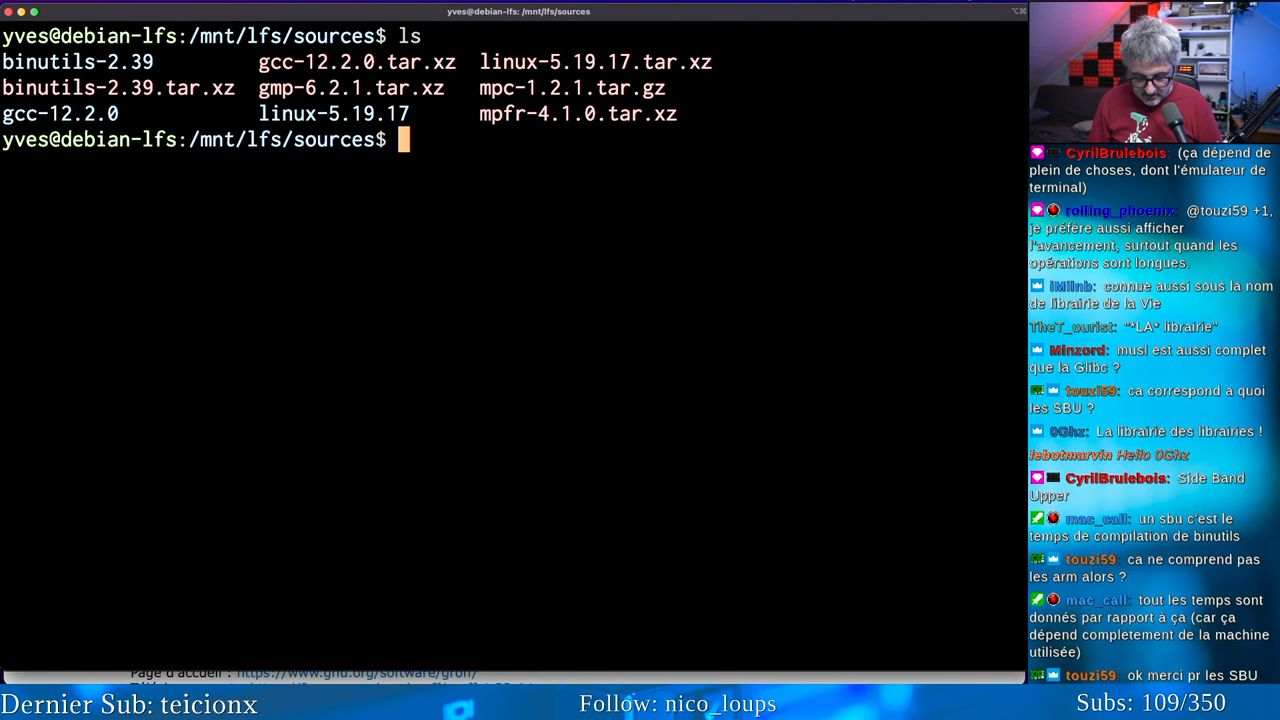 yves@debian-lfs: /mnt/lfs/sources
yves@debian-lfs:/mnt/lfs/sources$ ls
binutils-2.39 gcc-12.2.0.tar.xz linux-5.19.17.tar.xz
binutils-2.39.tar.xz gmp-6.2.1.tar.xz mpc-1.2.1.tar.gz
gcc-12.2.0 linux-5.19.17 mpfr-4.1.0.tar.xz
yves@debian-lfs:/mnt/lfs/sources$
Page d'accueil : https://www.gnu.org/software/groff/
CyrilBrulebois: (ça dépend de
plein de choses, dont l'émulateur de
terminal)
rolling_phoenix: @touzi59 +1,
je préfère aussi afficher
l'avancement, surtout quand les
opérations sont longues.
iMilnb: connue aussi sous la nom
de librairie de la Vie
TheT_ourist: "*LA* librairie"
Minzord: musl est aussi complet
que la Glibc ?
touzi59: ca correspond a quoi
les SBU ?
0Ghz: La librairie des librairies !
lebotmarvin Hello 0Ghz
CyrilBrulebois: Side Band
Upper
mac_call: un sbu c'est le
temps de compilation de binutils
touzi59: ca ne comprend pas
les arm alors ?
mac_call: tout les temps sont
donnés par rapport à ça (car ça
dépend completement de la machine
utilisée)
touzi59: ok merci pr les SBU
Dernier Sub: teicionx
Follow: nico_loups
Subs: 109/350